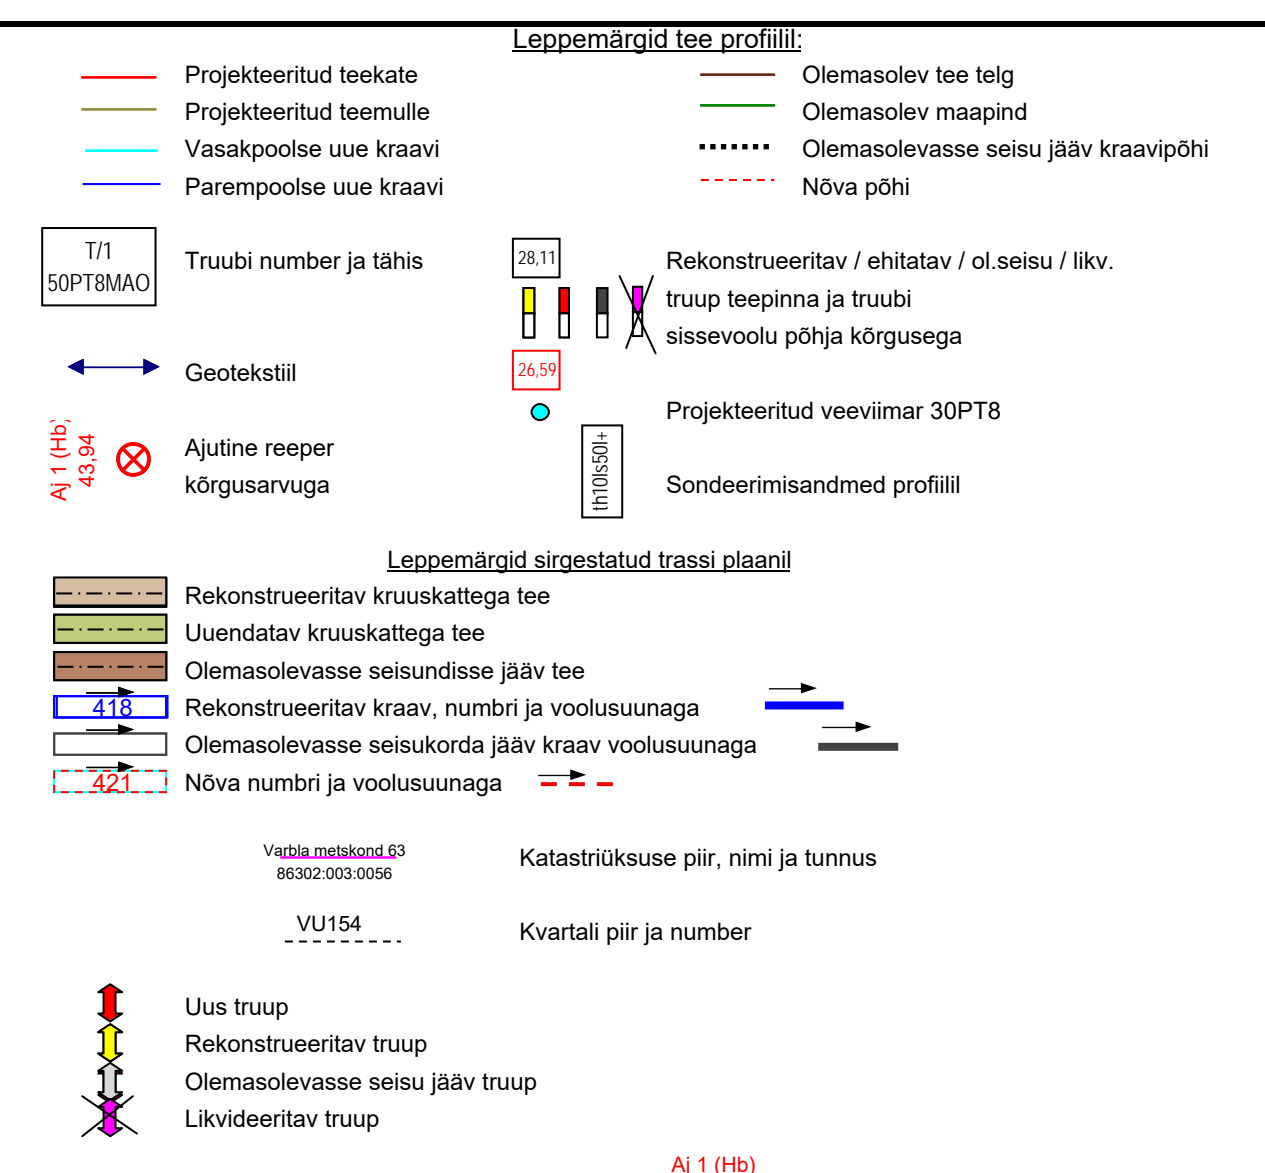 Leppemärgid tee profiilil:
Projekteeritud teekate
Olemasolev tee telg
Projekteeritud teemulle
Olemasolev maapind
Vasakpoolse uue kraavi
Olemasolevasse seisu jääv kraavipõhi
Parempoolse uue kraavi
Nõva põhi
T/1
50PT8MAO
Truubi number ja tähis
28,11
Rekonstrueeritav / ehitatav / ol.seisu / likv.
truup teepinna ja truubi
sissevoolu põhja kõrgusega
Geotekstiil
26,59
Projekteeritud veeviimar 30PT8
Aj 1 (Hb)
43,94
Ajutine reeper
kõrgusarvuga
th10ls50l+
Sondeerimisandmed profiilil
Leppemärgid sirgestatud trassi plaanil
Rekonstrueeritav kruuskattega tee
Uuendatav kruuskattega tee
Olemasolevasse seisundisse jääv tee
418
Rekonstrueeritav kraav, numbri ja voolusuunaga
Olemasolevasse seisukorda jääv kraav voolusuunaga
421
Nõva numbri ja voolusuunaga
Varbla metskond 63
86302:003:0056
Katastriüksuse piir, nimi ja tunnus
VU154
Kvartali piir ja number
Uus truup
Rekonstrueeritav truup
Olemasolevasse seisu jääv truup
Likvideeritav truup
Aj 1 (Hb)